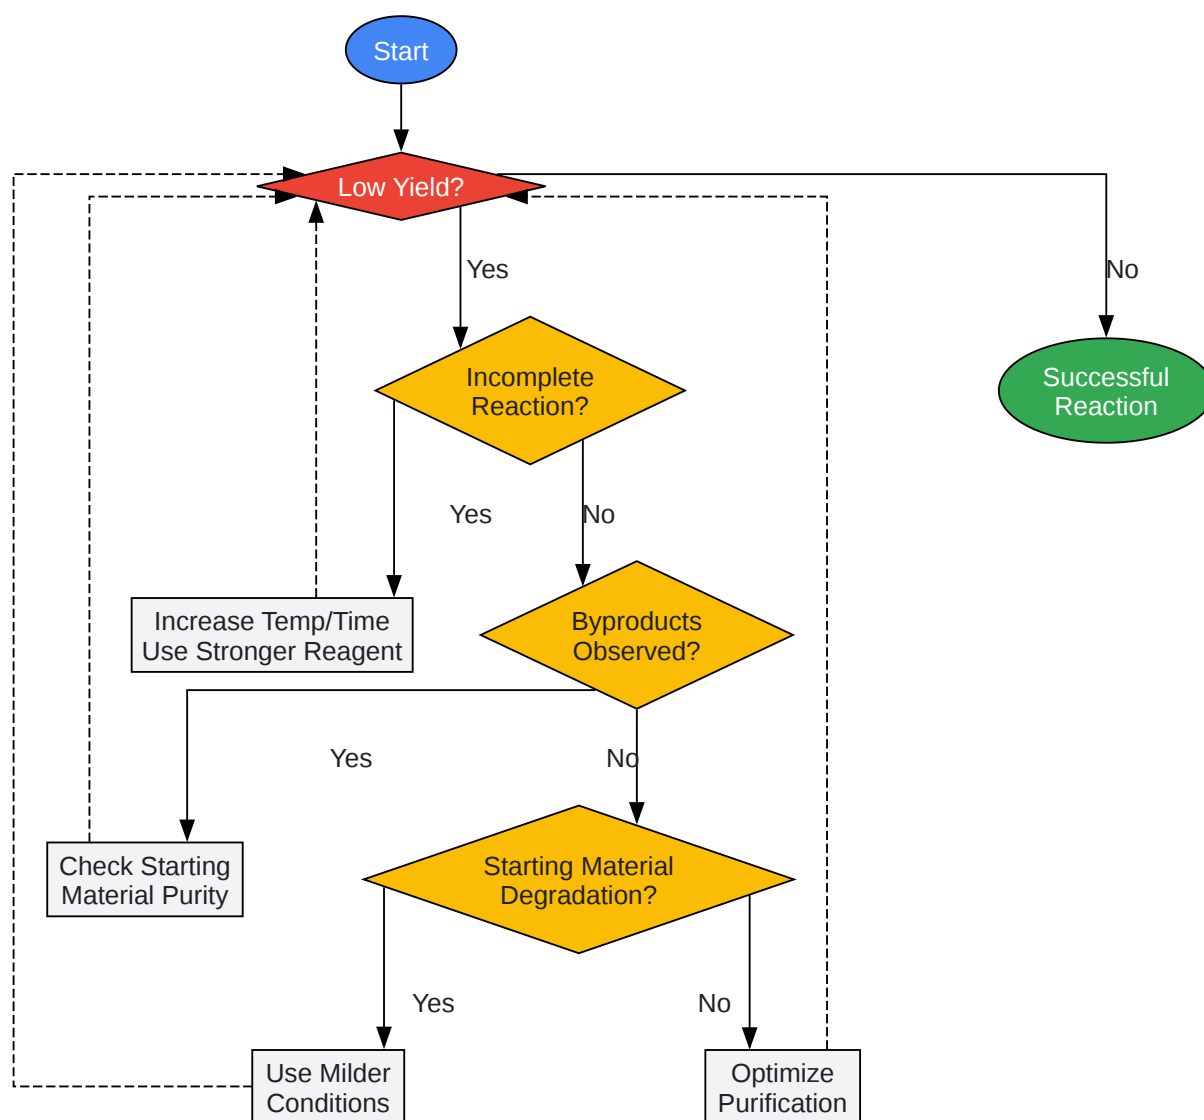 Start
Low Yield?
Yes
No
Incomplete
Reaction?
Successful
Reaction
Yes
No
Increase Temp/Time
Use Stronger Reagent
Byproducts
Observed?
Yes
No
Check Starting
Material Purity
Starting Material
Degradation?
Yes
No
Use Milder
Conditions
Optimize
Purification